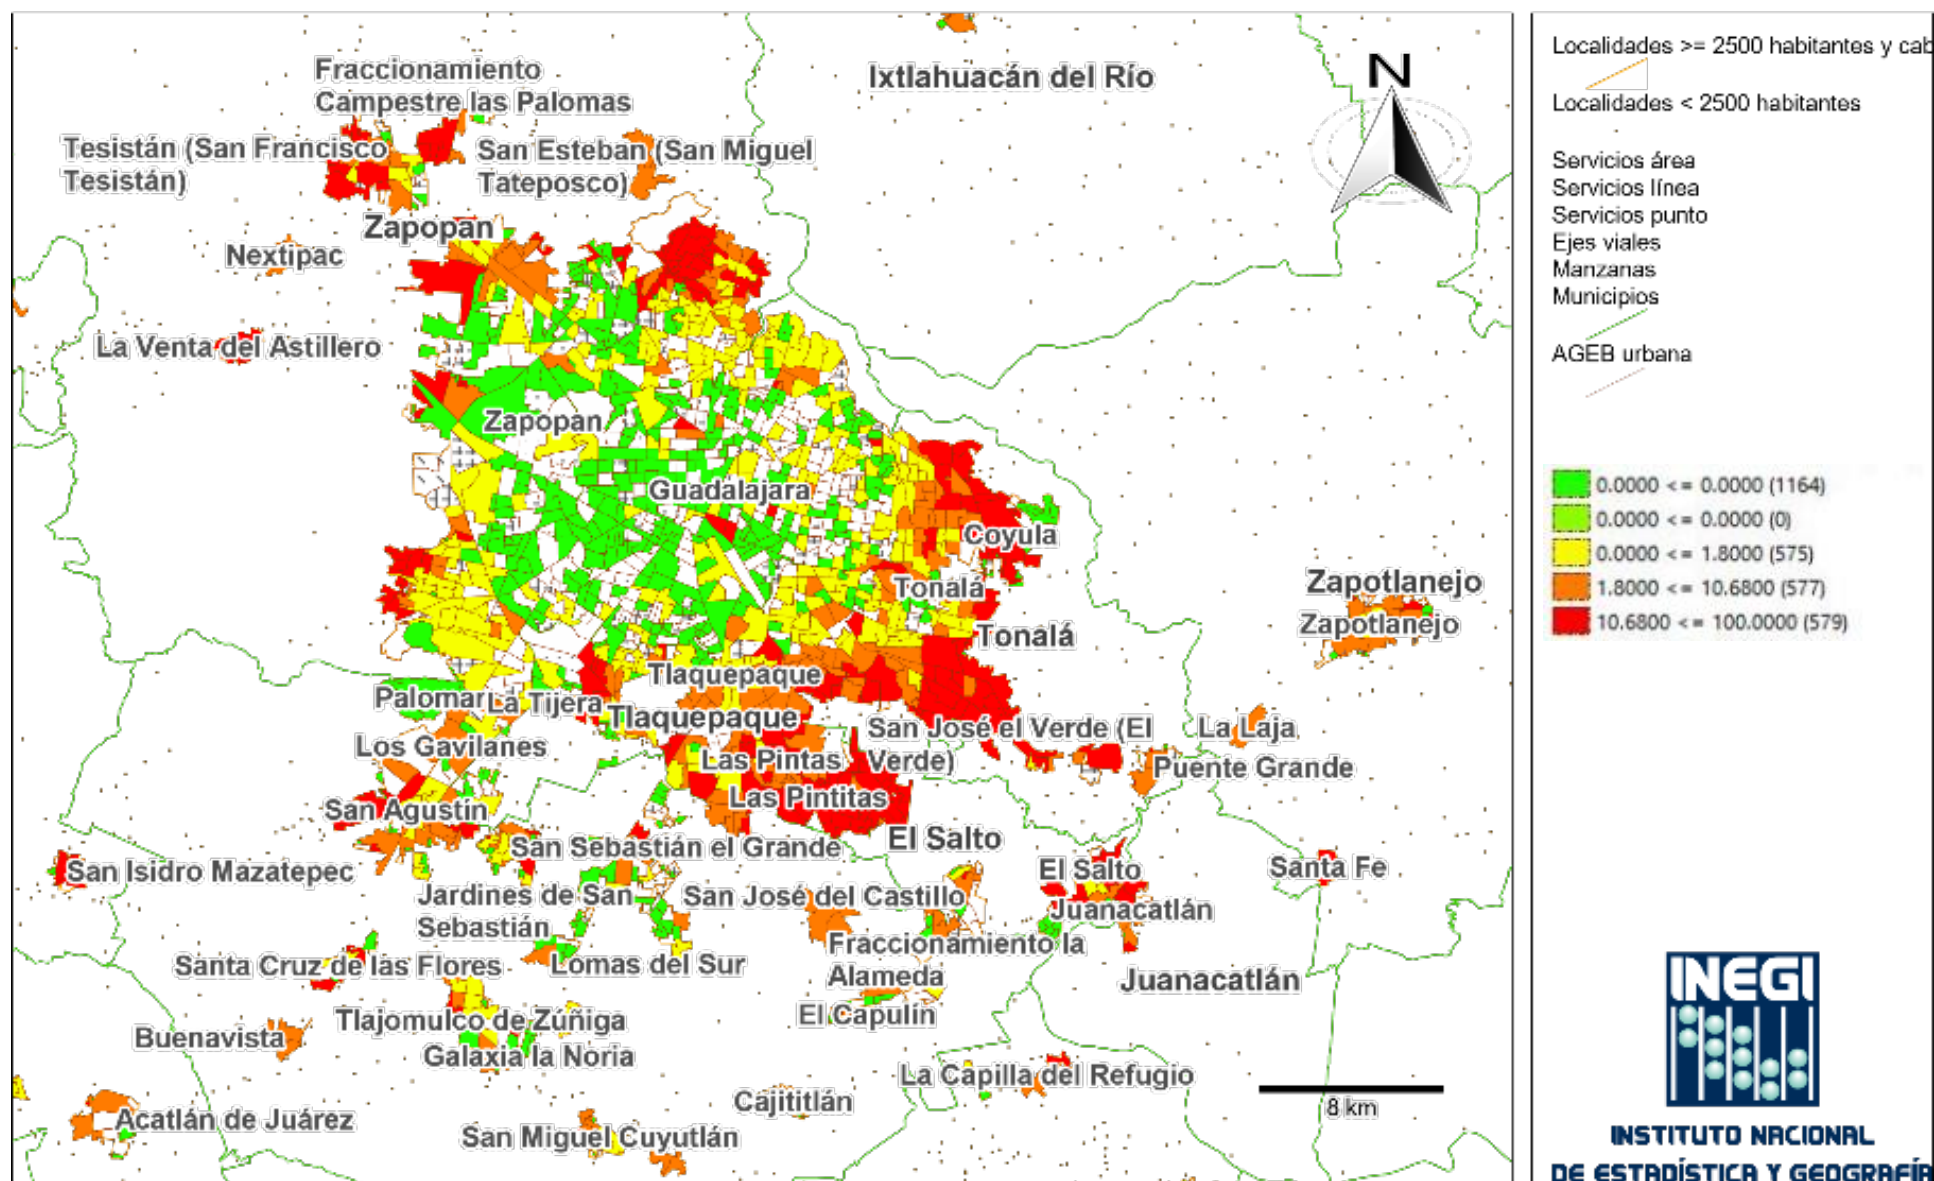 Fraccionamiento
Campestre las Palomas
Ixtlahuacán del Río
N
Tesistán (San Francisco
Tesistán)
San Esteban (San Miguel
Tateposco)
Zapopan
Nextipac
La Venta del Astillero
Zapopan
Guadalajara
Coyula
Tonalá
Zapotlanejo
Zapotlanejo
Tonalá
Tlaquepaque
Palomar
La Tijera
Tlaquepaque
San José el Verde (El
Verde)
La Laja
Los Gavilanes
Las Pintas
Puente Grande
Las Pintitas
San Agustín
El Salto
San Sebastián el Grande
San Isidro Mazatepec
El Salto
Santa Fe
Jardines de San
Sebastián
San José del Castillo
Juanacatlán
Fraccionamiento la
Alameda
Santa Cruz de las Flores
Lomas del Sur
Juanacatlán
El Capulín
Tlajomulco de Zúñiga
Buenavista
Galaxia la Noria
La Capilla del Refugio
Cajititlán
8 km
Acatlán de Juárez
San Miguel Cuyutlán
Localidades >= 2500 habitantes y cab
Localidades < 2500 habitantes
Servicios área
Servicios línea
Servicios punto
Ejes viales
Manzanas
Municipios
AGEB urbana
0.0000 <= 0.0000 (1164)
0.0000 <= 0.0000 (0)
0.0000 <= 1.8000 (575)
1.8000 <= 10.6800 (577)
10.6800 <= 100.0000 (579)
INEGI
INSTITUTO NACIONAL
DE ESTADÍSTICA Y GEOGRAFÍA